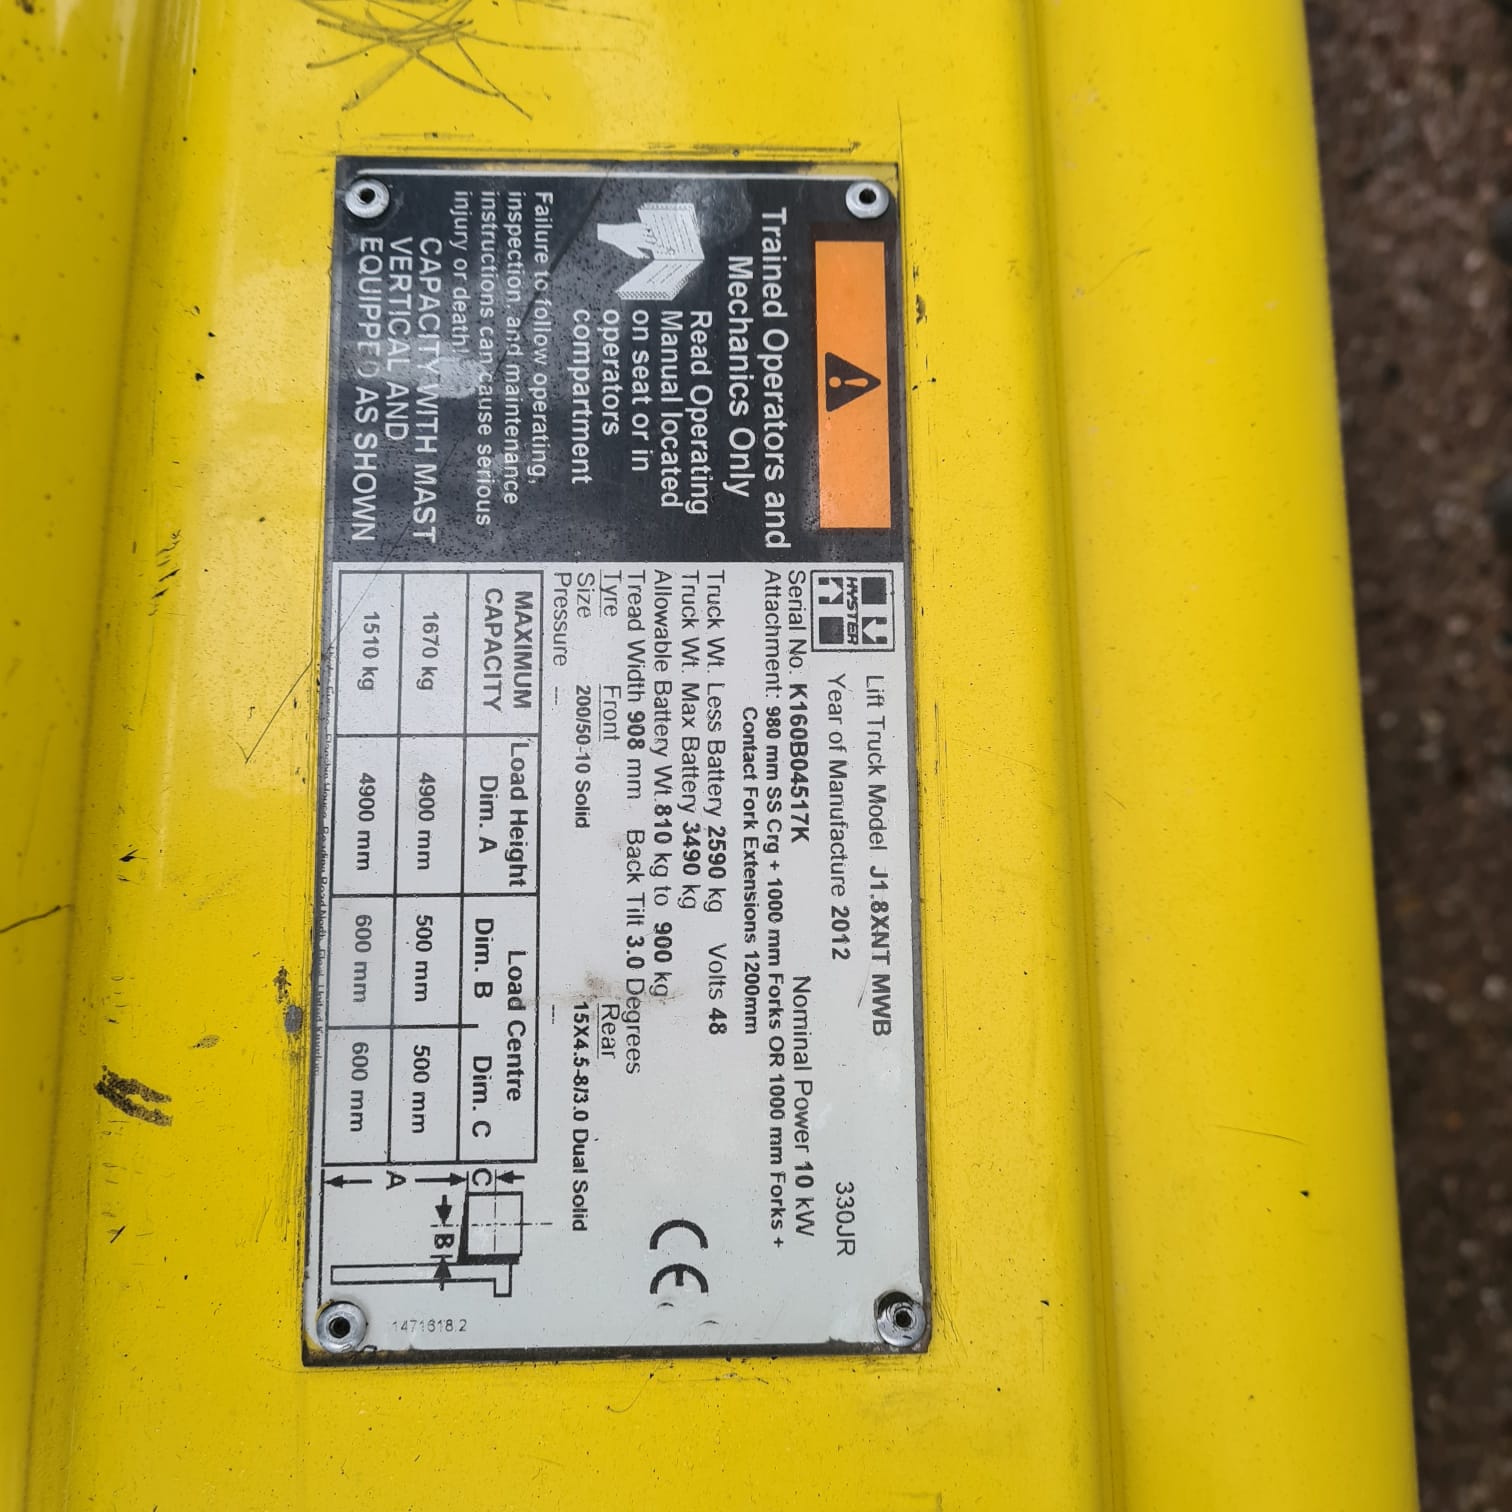 Trained Operators and
Mechanics Only
Read Operating
Manual located
on seat or in
operators
compartment
Failure to follow operating,
inspection, and maintenance
instructions can cause serious
injury or death!
CAPACITY WITH MAST
VERTICAL AND
EQUIPPED AS SHOWN
HYSTER
Lift Truck Model J1.8XNT MWB
Year of Manufacture 2012 330JR
Serial No. K160B04517K Nominal Power 10 kW
Attachment: 980 mm SS Crg + 1000 mm Forks OR 1000 mm Forks +
Contact Fork Extensions 1200mm
Truck Wt. Less Battery 2590 kg Volts 48
Truck Wt. Max Battery 3490 kg
Allowable Battery Wt. 810 kg to 900 kg
Tread Width 908 mm Back Tilt 3.0 Degrees
Tyre Front Rear
Size 200/50-10 Solid 15X4.5-8/3.0 Dual Solid
Pressure --- ---
CE
MAXIMUM CAPACITY Load Height Dim. A Load Centre Dim. B Dim. C
1670 kg 4900 mm 500 mm 500 mm
1510 kg 4900 mm 600 mm 600 mm
C
A
B
1471618.2